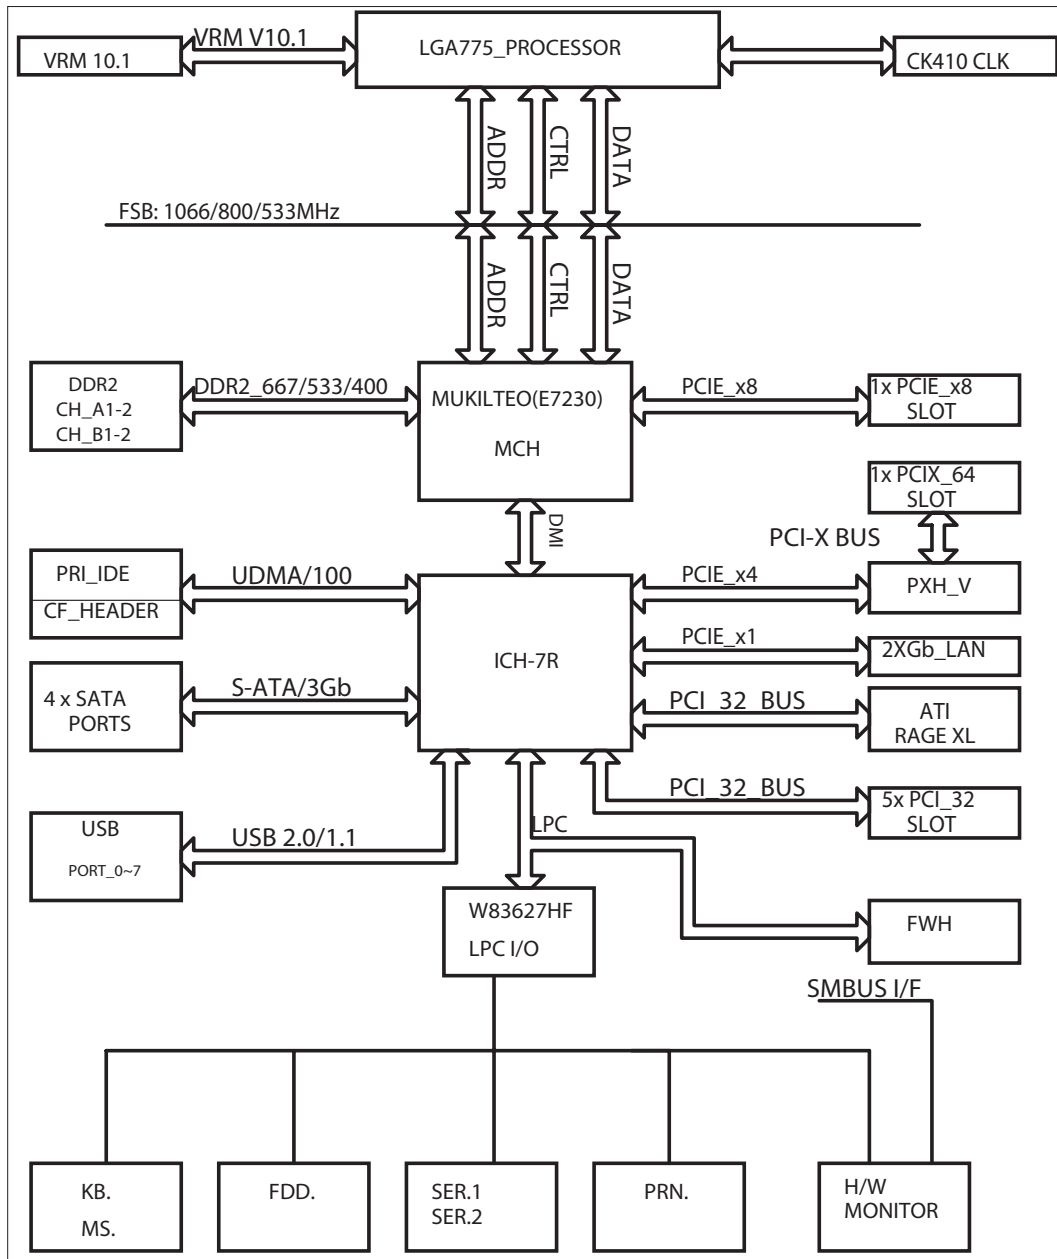 VRM V10.1
VRM 10.1
LGA775_PROCESSOR
CK410 CLK
ADDR
CTRL
DATA
FSB: 1066/800/533MHz
ADDR
CTRL
DATA
DDR2
CH_A1-2
CH_B1-2
DDR2_667/533/400
MUKILTEO(E7230)
MCH
PCIE_x8
1x PCIE_x8
SLOT
1x PCIX_64
SLOT
DMI
PCI-X BUS
PRI_IDE
CF_HEADER
UDMA/100
PCIE_x4
PXH_V
ICH-7R
PCIE_x1
2XGb_LAN
4 x SATA
PORTS
S-ATA/3Gb
PCI_32_BUS
ATI
RAGE XL
PCI_32_BUS
5x PCI_32
SLOT
USB
PORT_0~7
USB 2.0/1.1
LPC
W83627HF
LPC I/O
FWH
SMBUS I/F
KB.
MS.
FDD.
SER.1
SER.2
PRN.
H/W
MONITOR